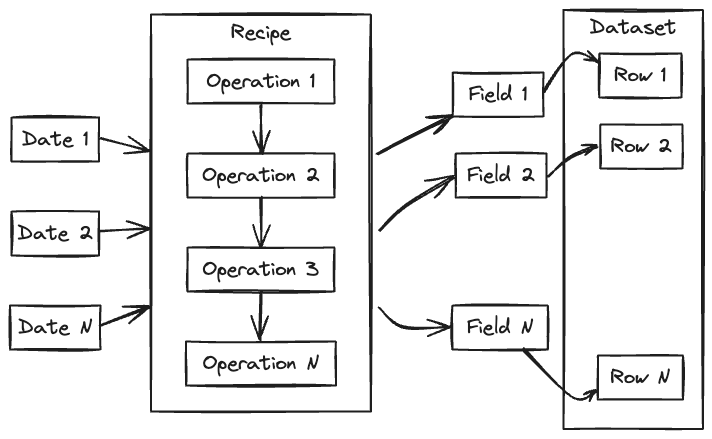 Recipe
Dataset
Operation 1
Operation 2
Operation 3
Operation N
Date 1
Date 2
Date N
Field 1
Field 2
Field N
Row 1
Row 2
Row N